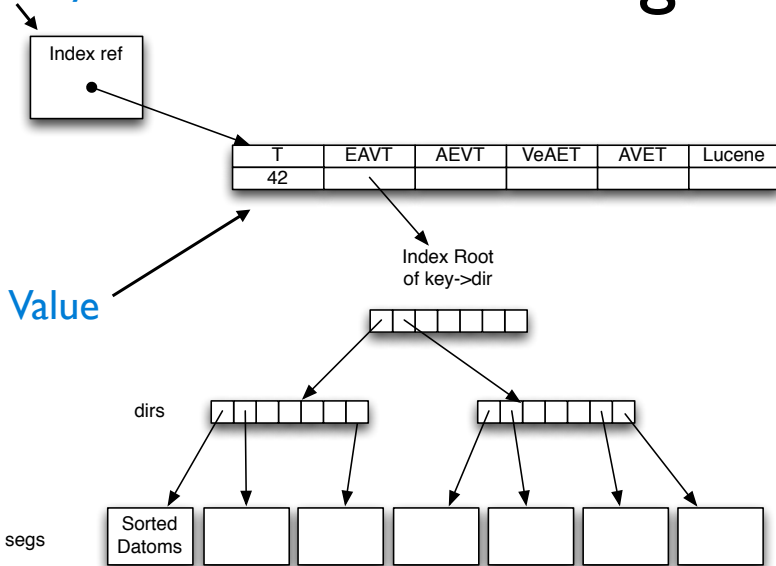 Index ref
T EAVT AEVT VeAET AVET Lucene
42
Index Root
of key->dir
Value
dirs
segs
Sorted
Datoms